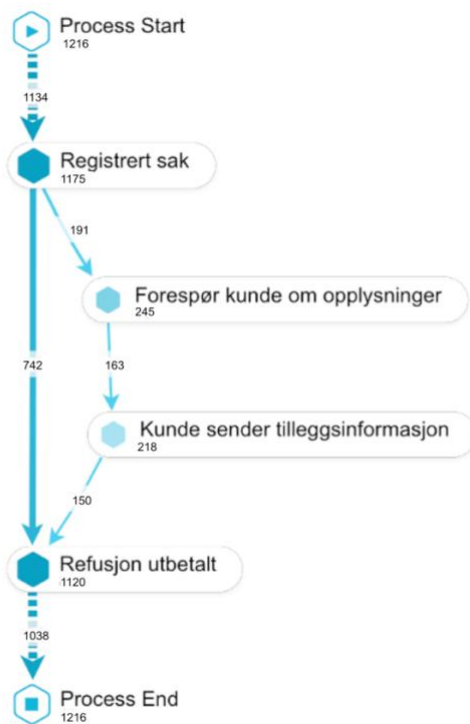 Process Start
1216
1134
Registrert sak
1175
191
Forespør kunde om opplysninger
245
742
163
Kunde sender tilleggsinformasjon
218
150
Refusjon utbetalt
1120
1038
Process End
1216